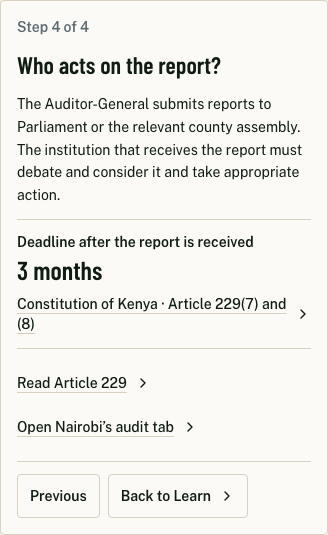 Step 4 of 4
Who acts on the report?
The Auditor-General submits reports to
Parliament or the relevant county assembly.
The institution that receives the report must
debate and consider it and take appropriate
action.
Deadline after the report is received
3 months
Constitution of Kenya · Article 229(7) and
(8)
Read Article 229
Open Nairobi’s audit tab
Previous
Back to Learn